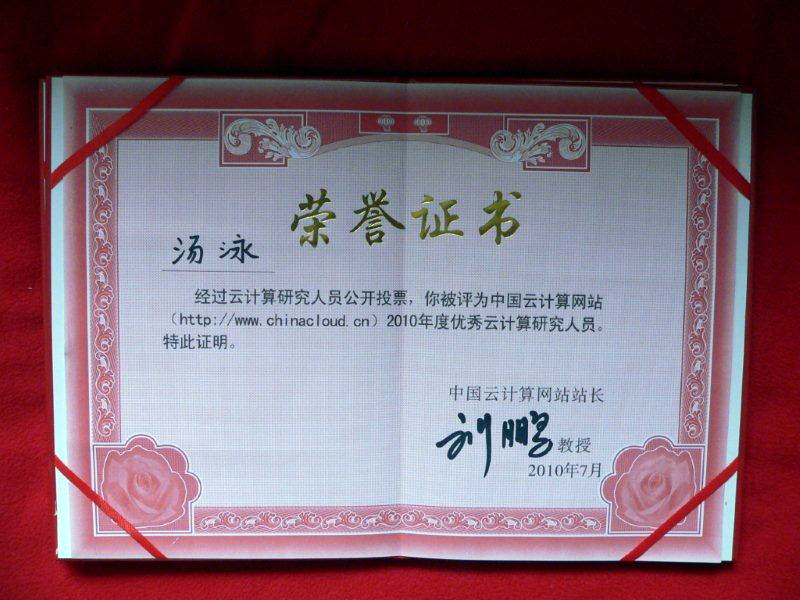 荣誉证书
汤泳
经过云计算研究人员公开投票，你被评为中国云计算网站
（http://www.chinacloud.cn）2010年度优秀云计算研究人员。
特此证明。
中国云计算网站站长
刘鹏教授
2010年7月